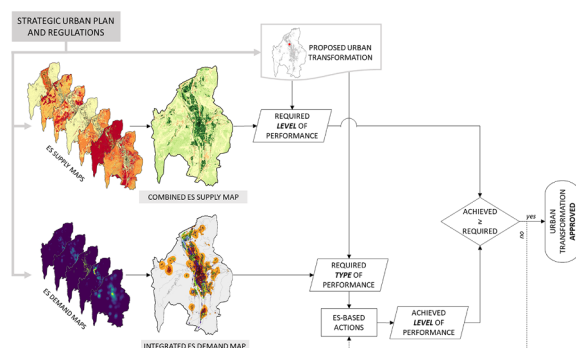 STRATEGIC URBAN PLAN
AND REGULATIONS
PROPOSED URBAN
TRANSFORMATION
ES SUPPLY MAPS
COMBINED ES SUPPLY MAP
REQUIRED
LEVEL OF
PERFORMANCE
ACHIEVED
≥
REQUIRED
yes
no
URBAN
TRANSFORMATION
APPROVED
ES DEMAND MAPS
INTEGRATED ES DEMAND MAP
REQUIRED
TYPE OF
PERFORMANCE
ES-BASED
ACTIONS
ACHIEVED
LEVEL OF
PERFORMANCE